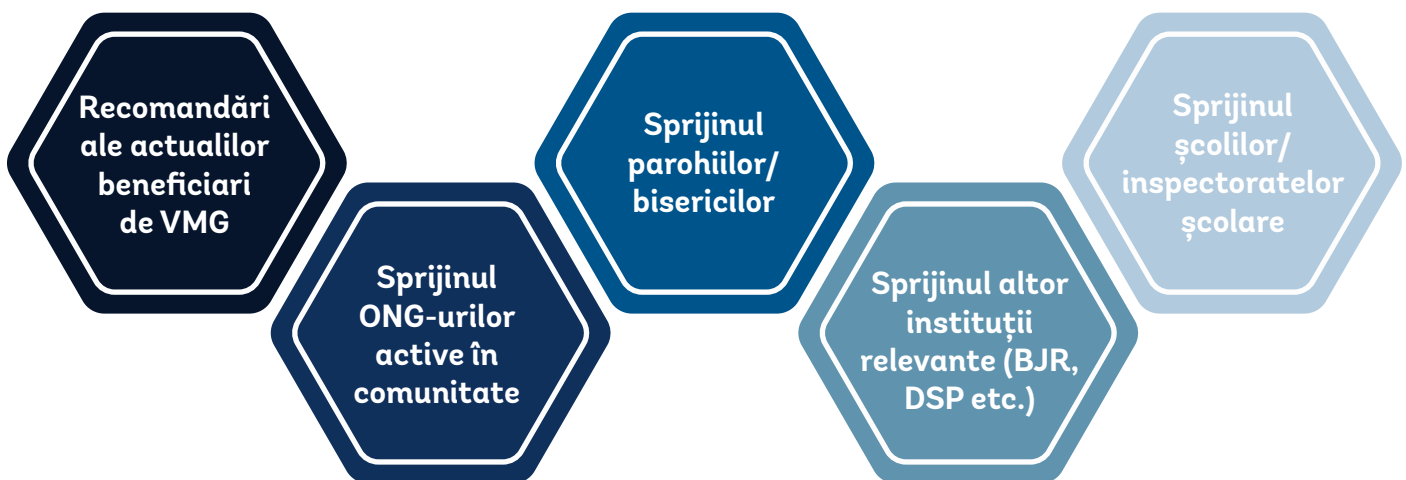 Recomandări
ale actualilor
beneficiari
de VMG
Sprijinul
ONG-urilor
active în
comunitate
Sprijinul
parohiilor/
bisericilor
Sprijinul altor
instituții
relevante (BJR,
DSP etc.)
Sprijinul
școlilor/
inspectoratelor
școlare